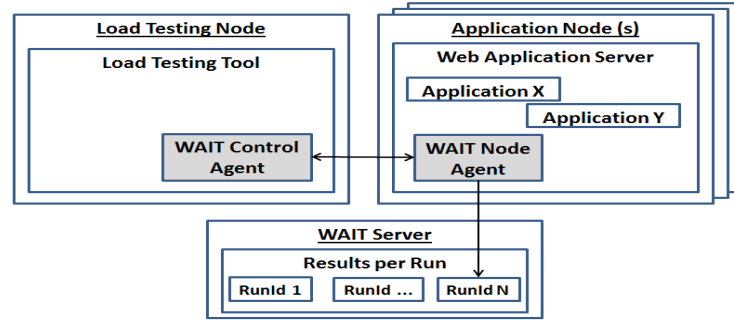 Load Testing Node
Load Testing Tool
WAIT Control
Agent
Application Node (s)
Web Application Server
Application X
Application Y
WAIT Node
Agent
WAIT Server
Results per Run
RunId 1
RunId ...
RunId N